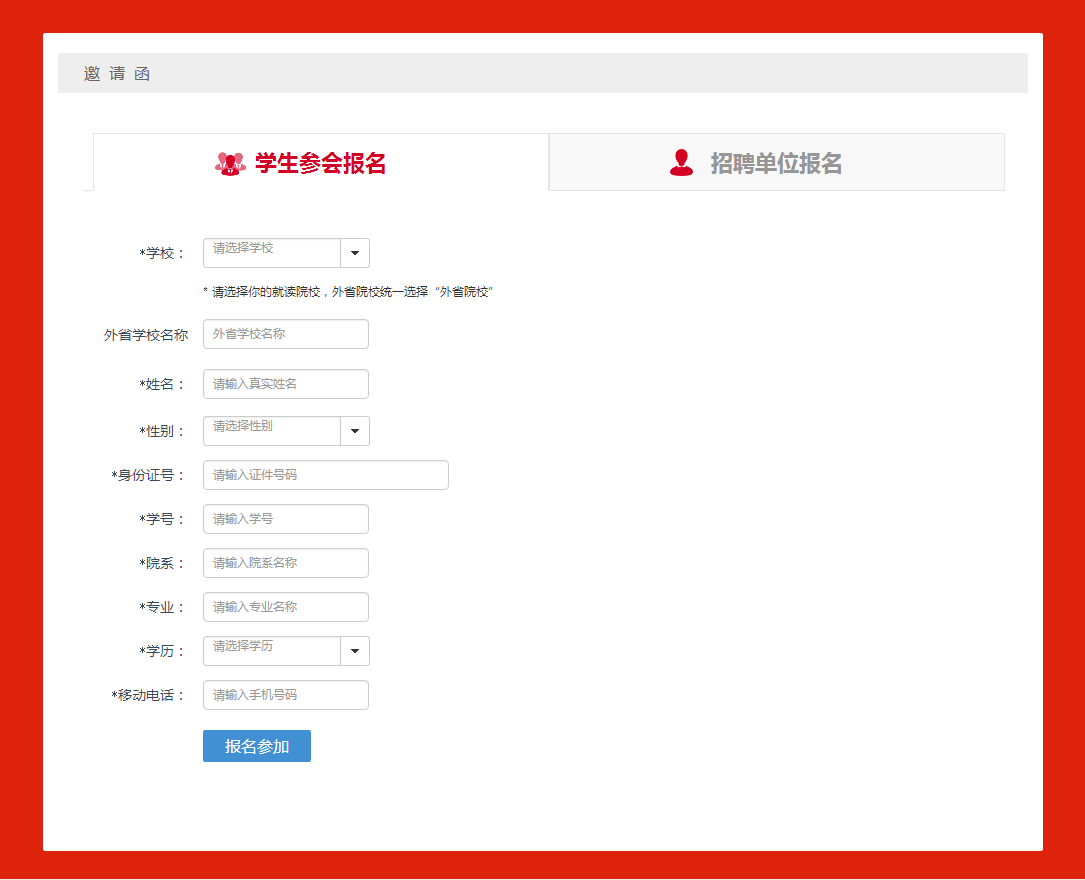 邀 请 函
学生参会报名 招聘单位报名
*学校： 请选择学校
* 请选择你的就读院校，外省院校统一选择“外省院校”
外省学校名称 外省学校名称
*姓名： 请输入真实姓名
*性别： 请选择性别
*身份证号： 请输入证件号码
*学号： 请输入学号
*院系： 请输入院系名称
*专业： 请输入专业名称
*学历： 请选择学历
*移动电话： 请输入手机号码
报名参加